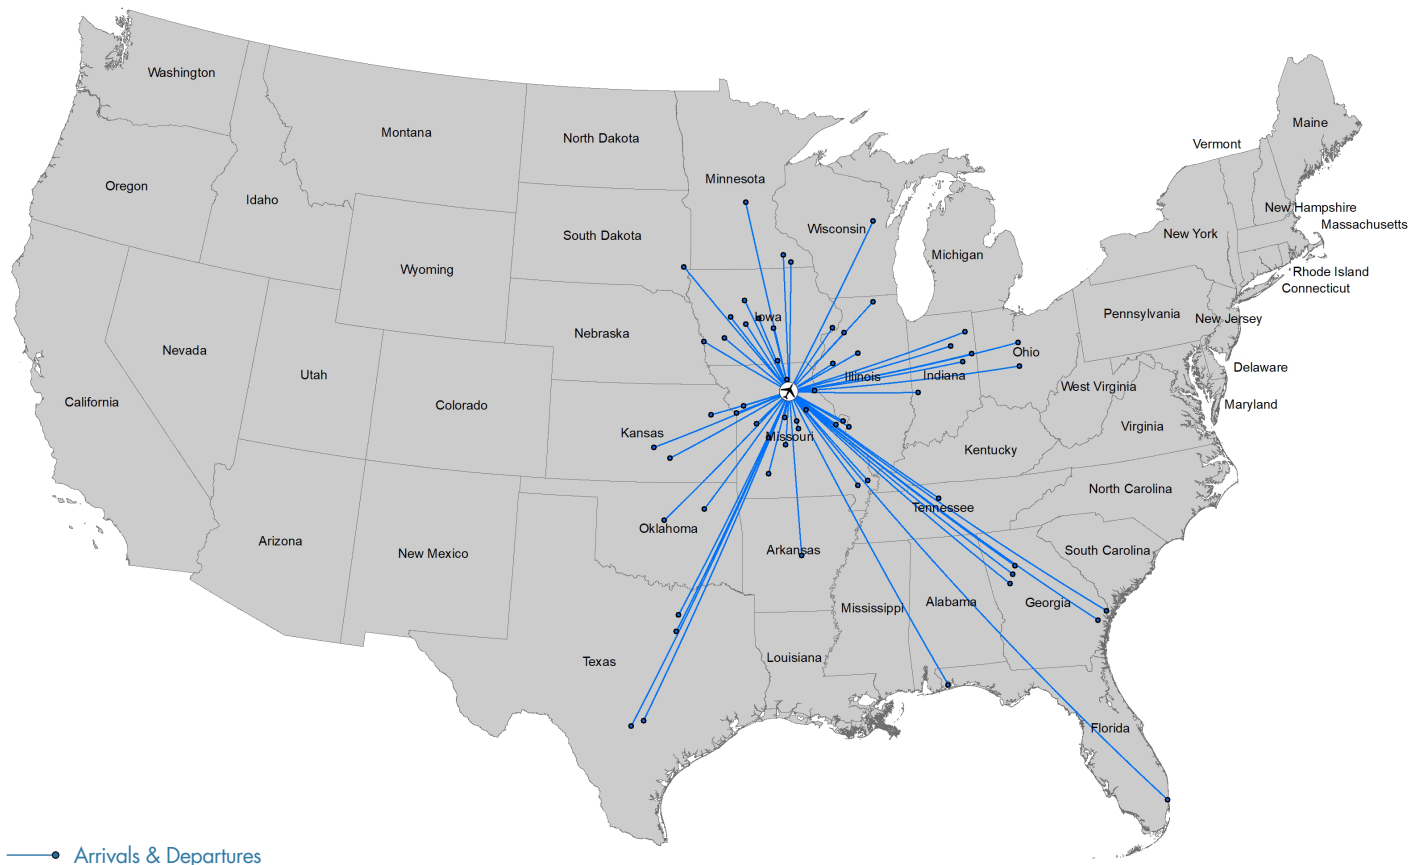 Washington
Montana
North Dakota
Minnesota
Maine
Vermont
Oregon
Idaho
Wisconsin
New Hampshire
Massachusetts
South Dakota
New York
Michigan
Wyoming
Rhode Island
Connecticut
Iowa
Pennsylvania
New Jersey
Nebraska
Nevada
Ohio
Utah
Illinois
Indiana
Delaware
West Virginia
California
Colorado
Maryland
Virginia
Kansas
Missouri
Kentucky
North Carolina
Tennessee
Oklahoma
Arizona
New Mexico
Arkansas
South Carolina
Mississippi
Alabama
Georgia
Texas
Louisiana
Florida
Arrivals & Departures